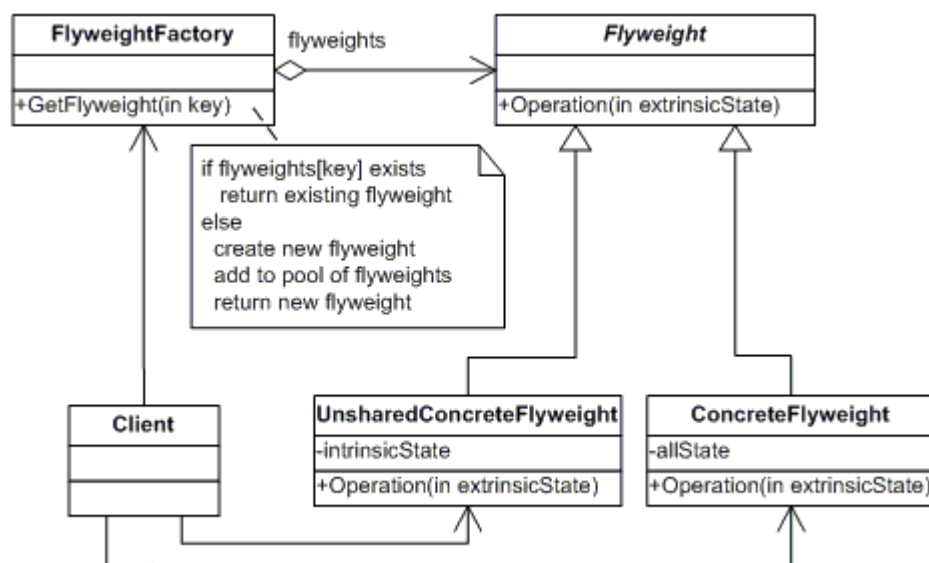 FlyweightFactory
+GetFlyweight(in key)
flyweights
Flyweight
+Operation(in extrinsicState)
if flyweights[key] exists
return existing flyweight
else
create new flyweight
add to pool of flyweights
return new flyweight
Client
UnsharedConcreteFlyweight
-intrinsicState
+Operation(in extrinsicState)
ConcreteFlyweight
-allState
+Operation(in extrinsicState)